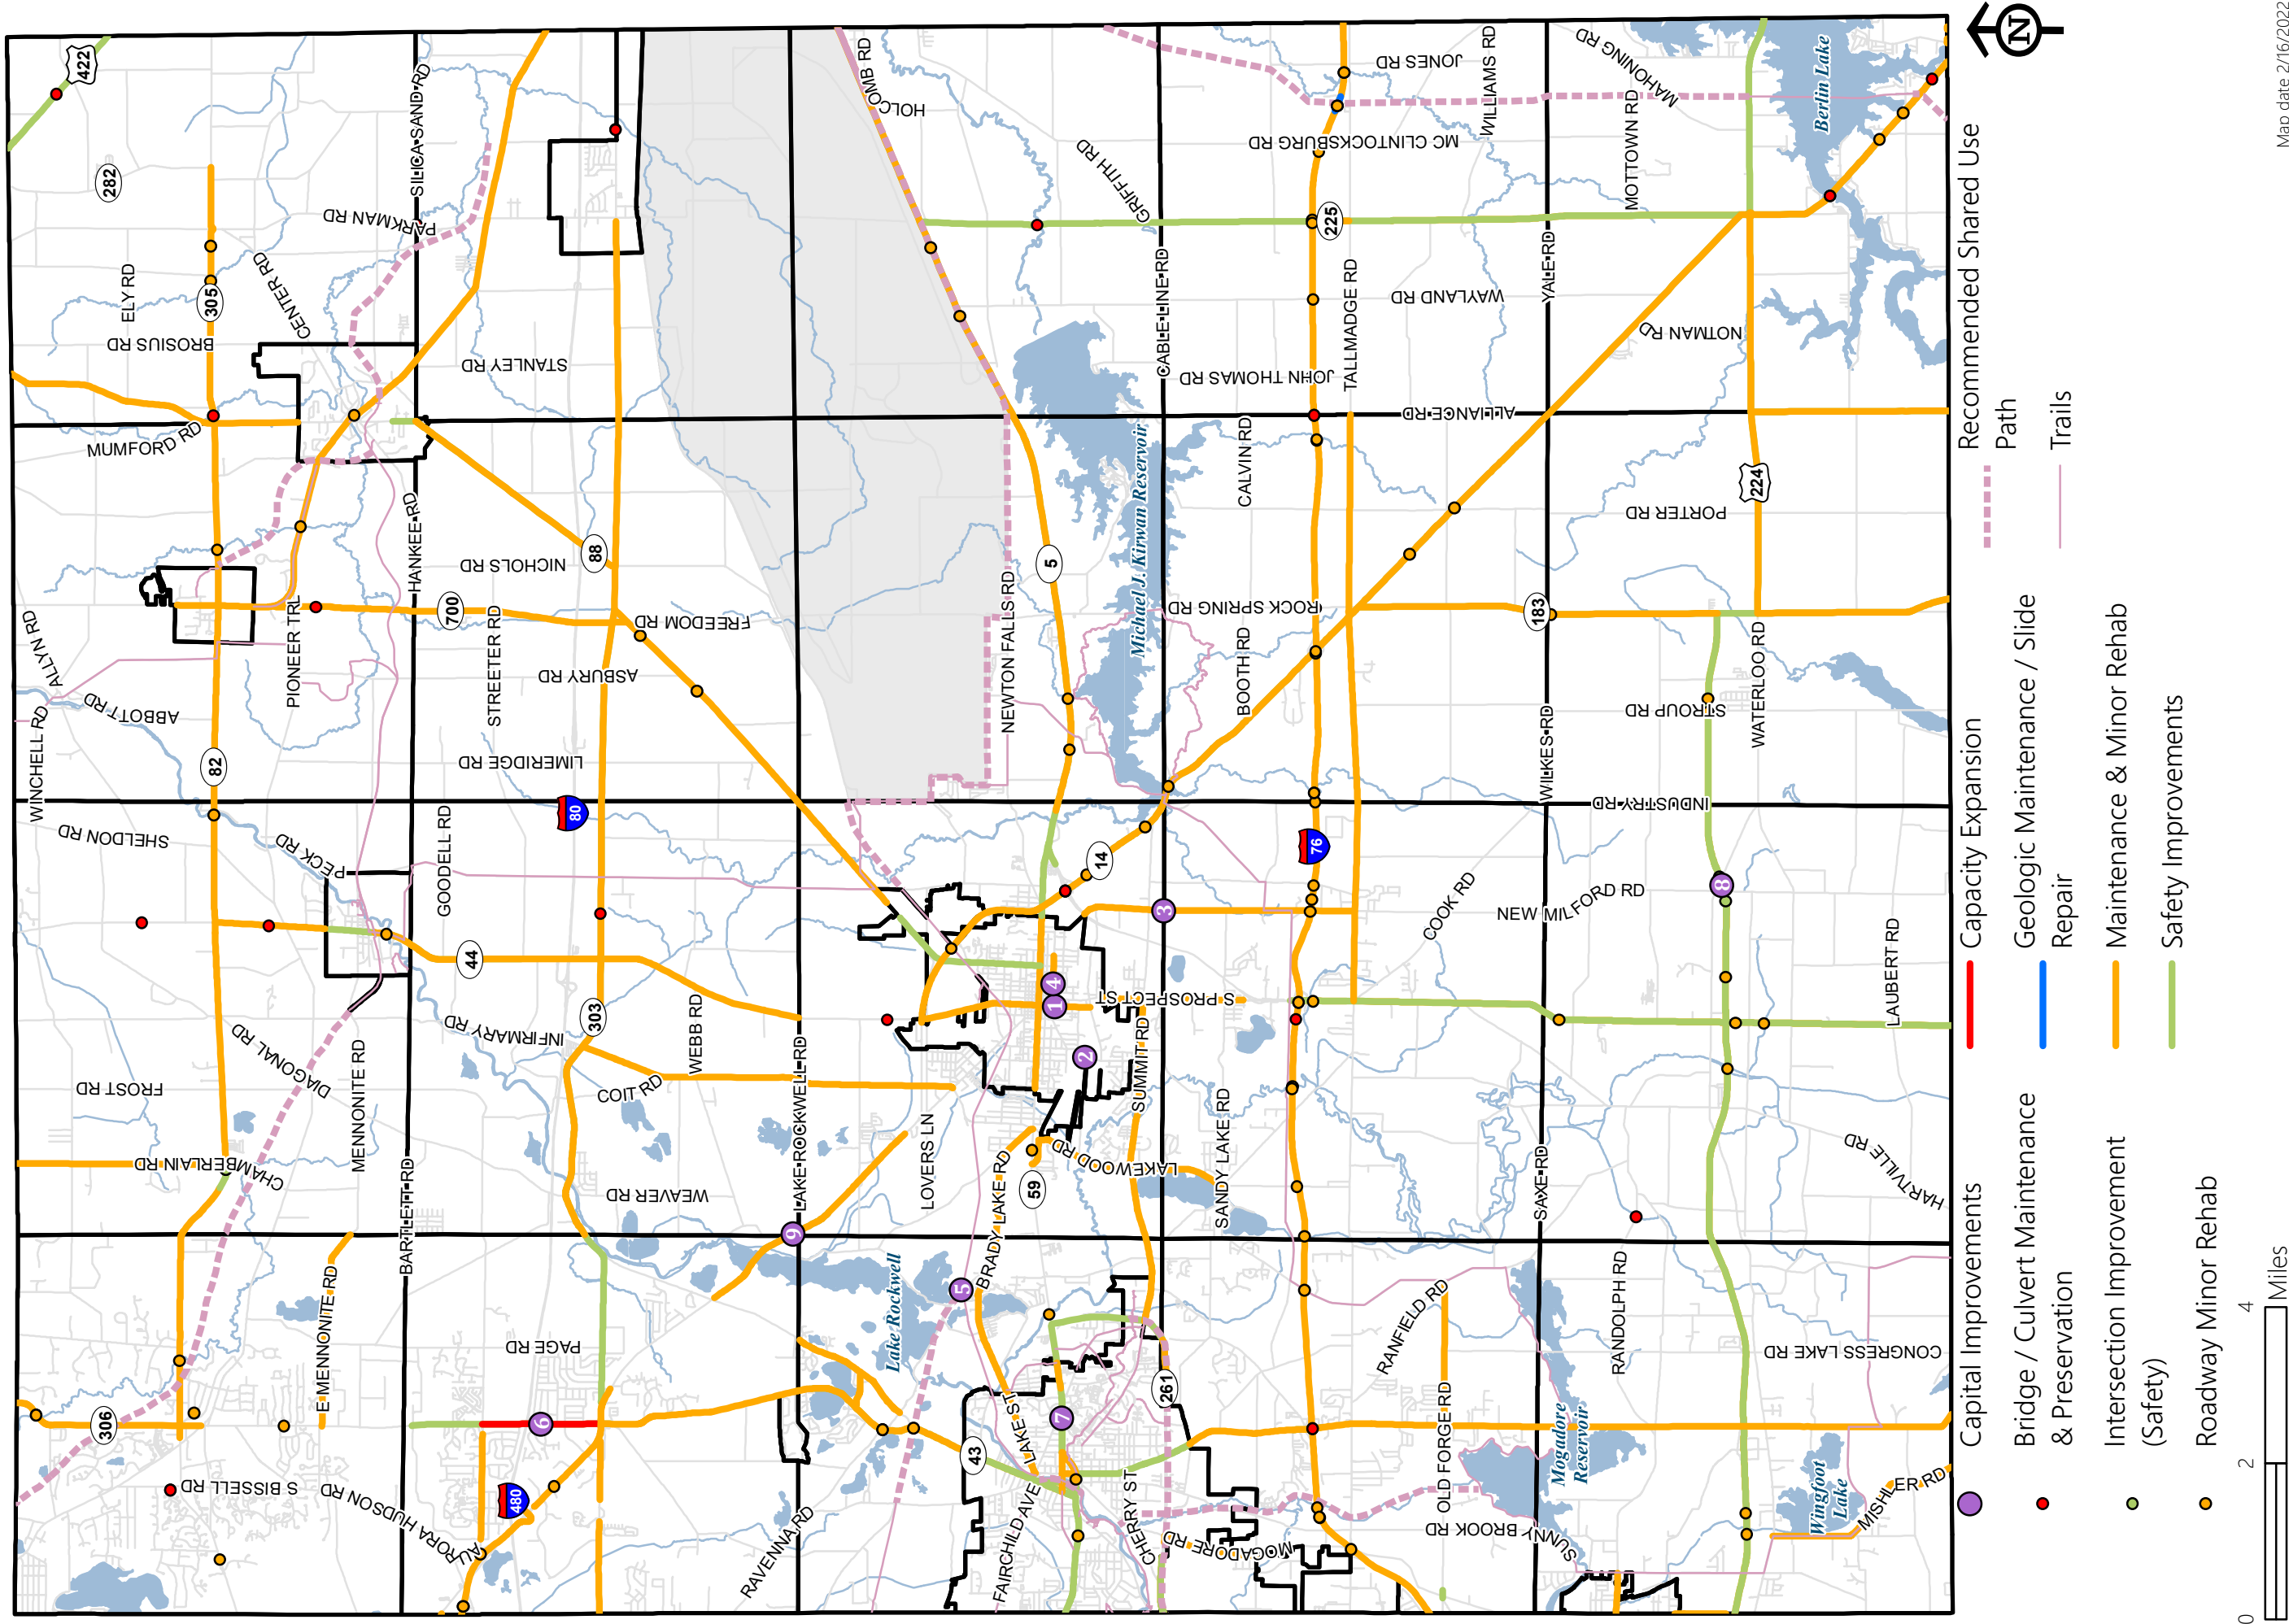 422
282
305
ELY RD
BROSIUS RD
CENTER RD
PARKMAN RD
SILICA SAND RD
MUMFORD RD
STANLEY RD
ALLYN RD
WINCHELL RD
ABBOTT RD
PIONEER TRL
HANKEE RD
700
STREETER RD
NICHOLS RD
88
FREEDOM RD
ASBURY RD
LIMERIDGE RD
82
SHELDON RD
PECK RD
GOODELL RD
80
44
303
INFIRMARY RD
WEBB RD
COIT RD
DIAGONAL RD
FROST RD
MENNONITE RD
CHAMBERLAIN RD
BARTLETT RD
WEAVER RD
E MENNONITE RD
306
PAGE RD
S BISSELL RD
AURORA HUDSON RD
480
6
RAVENNA RD
LAKE ROCKWELL RD
9
HOLCOMB RD
GRIFFITH RD
CABLE LINE RD
NEWTON FALLS RD
5
Michael J. Kirwan Reservoir
14
3
4
1
2
S PROSPECT ST
SUMMIT RD
LOVERS LN
BRADY LAKE RD
59
LAKEWOOD RD
SANDY LAKE RD
Lake Rockwell
5
LAKE ST
43
7
261
FAIRCHILD AVE
CHERRY ST
MOGADORE RD
JONES RD
WILLIAMS RD
MC CLINTOCKSBURG RD
225
TALLMADGE RD
WAYLAND RD
YALE RD
JOHN THOMAS RD
ALLIANCE RD
CALVIN RD
ROCK SPRING RD
BOOTH RD
183
WILKES RD
76
COOK RD
NEW MILFORD RD
INDUSTRY RD
SAXE RD
RANFIELD RD
OLD FORGE RD
SUNNY BROOK RD
Mogadore
Reservoir
MAHONING RD
MOTTOWN RD
Berlin Lake
NOTMAN RD
224
PORTER RD
STROUP RD
WATERLOO RD
8
LAUBERT RD
HARTVILLE RD
RANDOLPH RD
CONGRESS LAKE RD
Wingfoot
Lake
MISHLER RD
Capital Improvements
Bridge / Culvert Maintenance
& Preservation
Intersection Improvement
(Safety)
Roadway Minor Rehab
Capacity Expansion
Geologic Maintenance / Slide
Repair
Maintenance & Minor Rehab
Safety Improvements
Recommended Shared Use
Path
Trails
N
0 2 4
Miles
Map date 2/16/2022